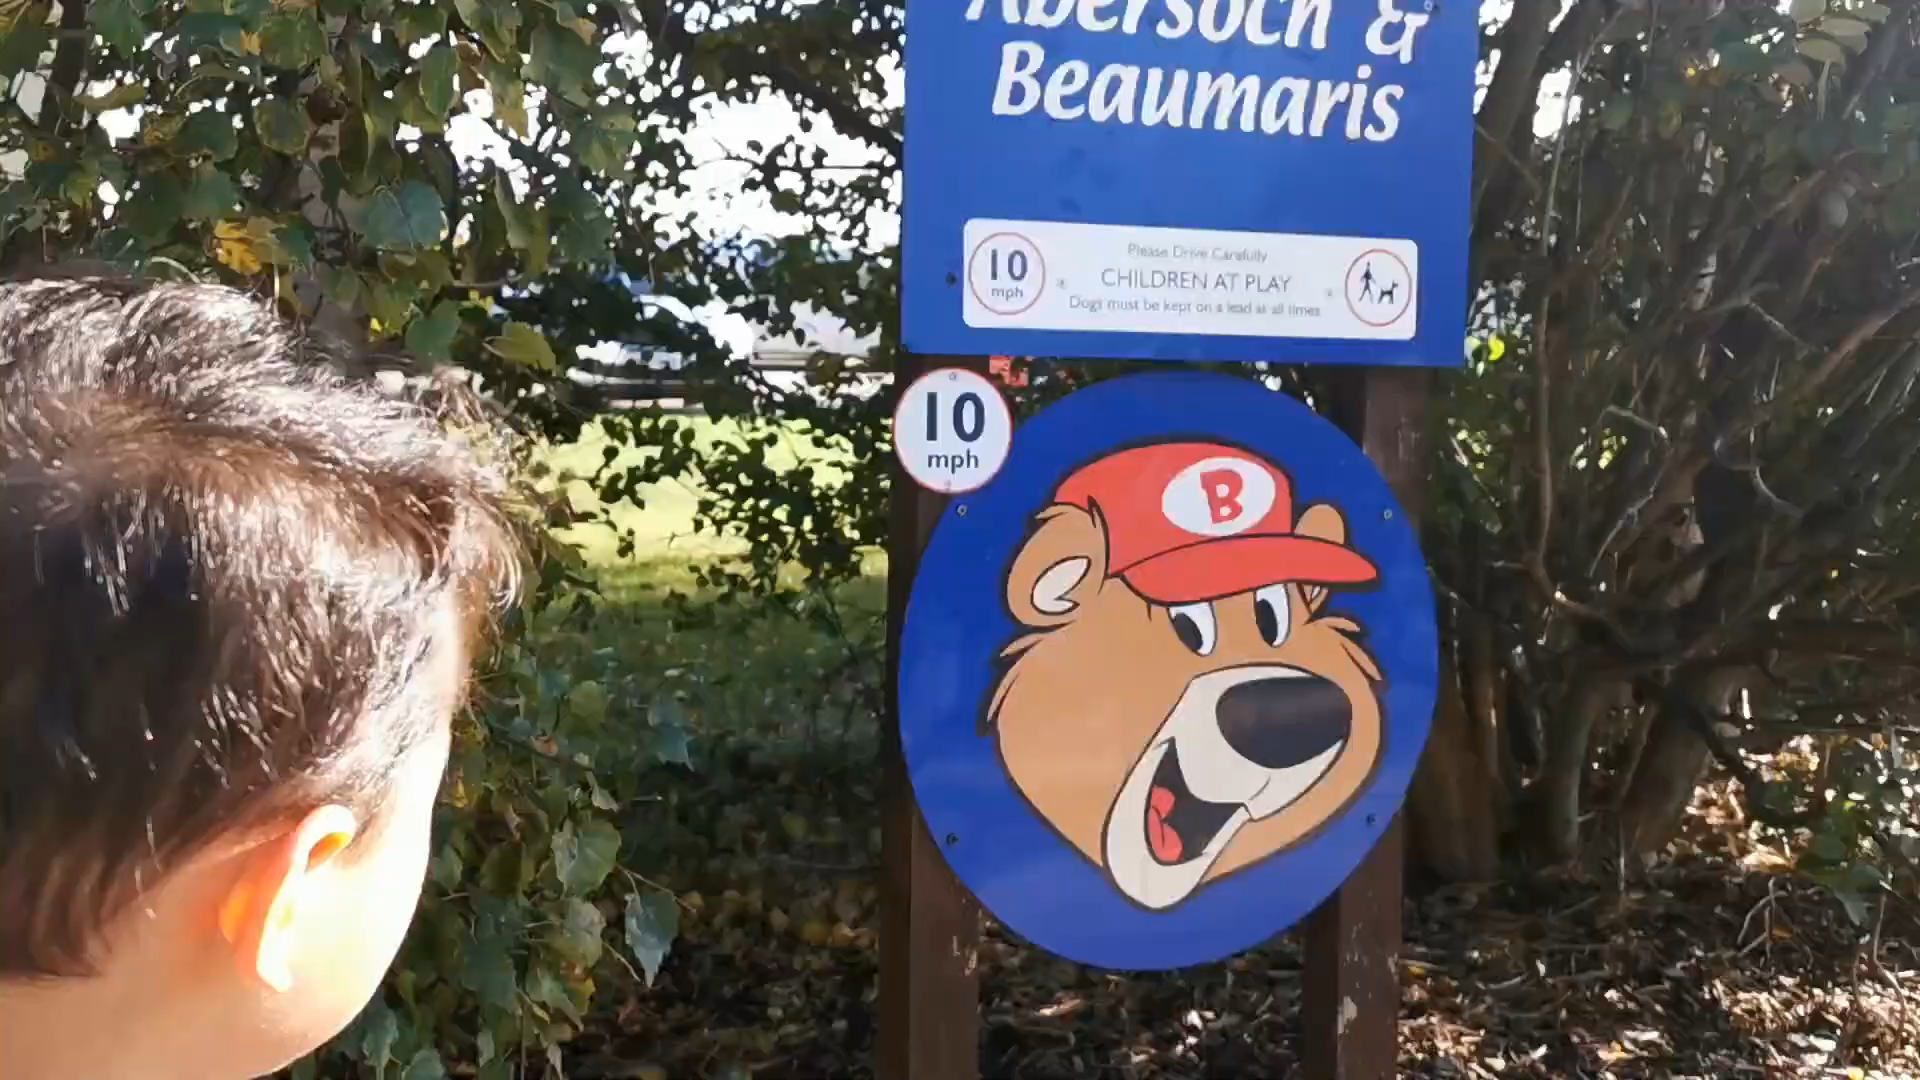 Abersoch &
Beaumaris
10
mph
Please Drive Carefully
CHILDREN AT PLAY
Dogs must be kept on a lead at all times
10
mph
B